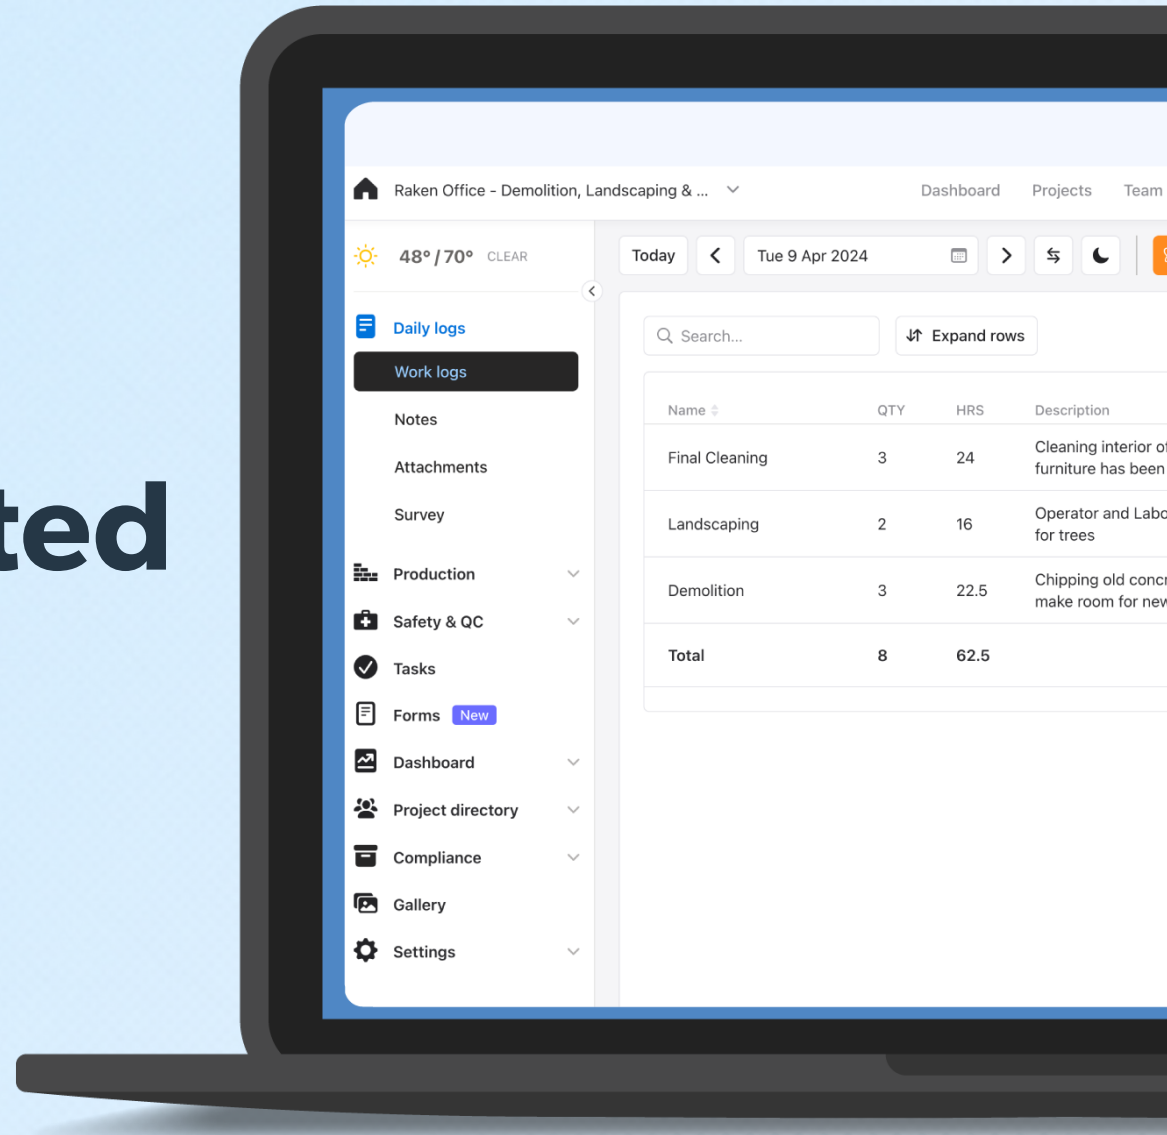 ted
Raken Office - Demolition, Landscaping & ...
Dashboard Projects Team
48° / 70° CLEAR
Today Tue 9 Apr 2024
Daily logs
Work logs
Notes
Attachments
Survey
Production
Safety & QC
Tasks
Forms New
Dashboard
Project directory
Compliance
Gallery
Settings
Search... Expand rows
Name QTY HRS Description
Final Cleaning 3 24 Cleaning interior of
furniture has been
Landscaping 2 16 Operator and Labo
for trees
Demolition 3 22.5 Chipping old concr
make room for new
Total 8 62.5